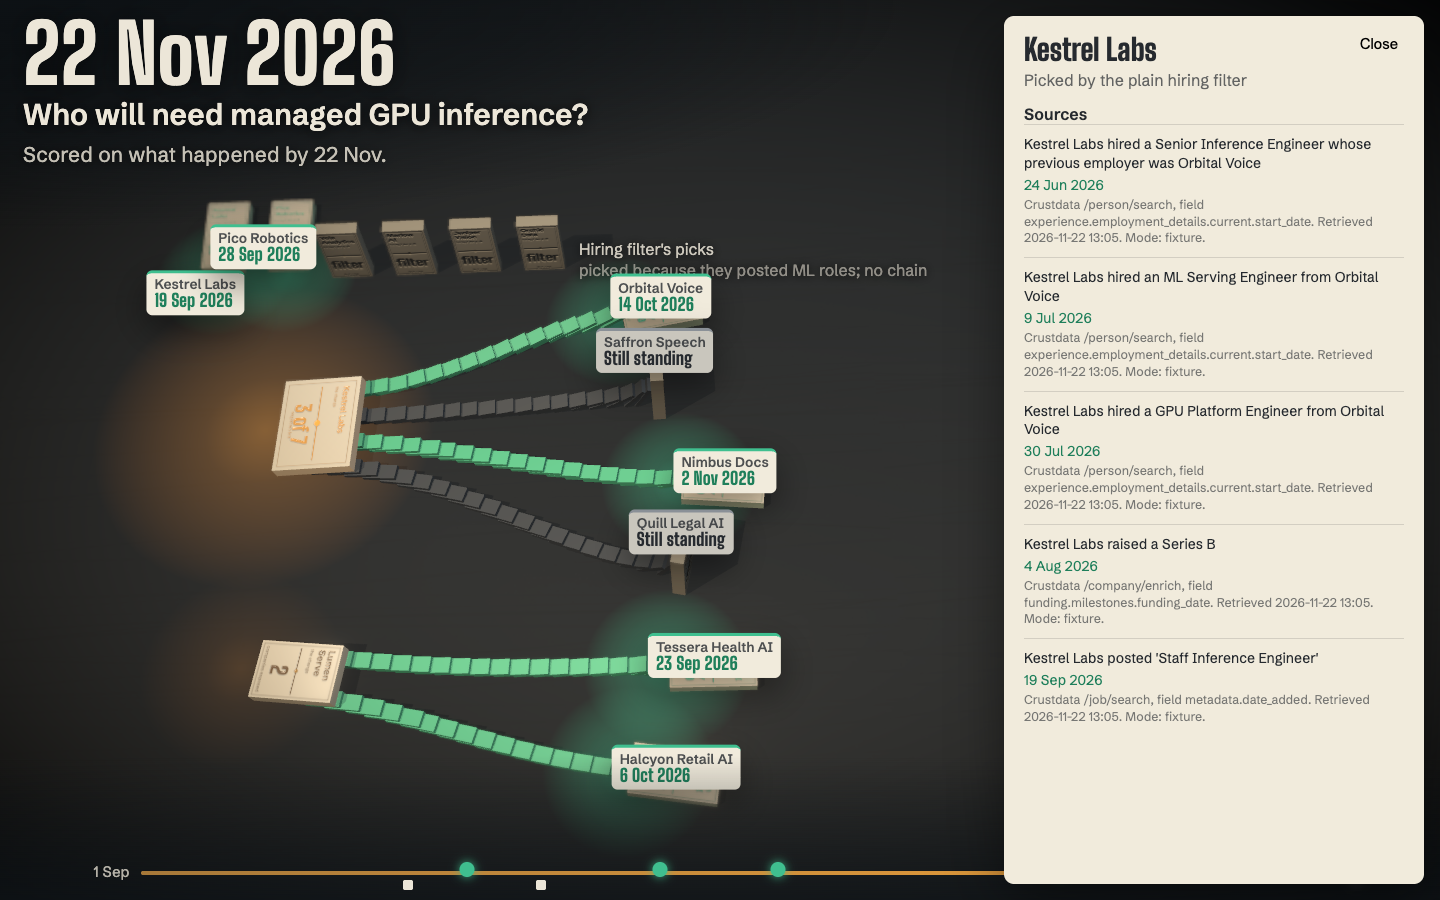 22 Nov 2026
Who will need managed GPU inference?
Scored on what happened by 22 Nov.
Pico Robotics
28 Sep 2026
Kestrel Labs
19 Sep 2026
filter
filter
filter
filter
Hiring filter's picks
picked because they posted ML roles; no chain
Orbital Voice
14 Oct 2026
Saffron Speech
Still standing
Kestrel Labs
Nimbus Docs
2 Nov 2026
Quill Legal AI
Still standing
Lumen
Serve
2
Tessera Health AI
23 Sep 2026
Halcyon Retail AI
6 Oct 2026
1 Sep
Kestrel Labs
Close
Picked by the plain hiring filter
Sources
Kestrel Labs hired a Senior Inference Engineer whose
previous employer was Orbital Voice
24 Jun 2026
Crustdata /person/search, field
experience.employment_details.current.start_date. Retrieved
2026-11-22 13:05. Mode: fixture.
Kestrel Labs hired an ML Serving Engineer from Orbital
Voice
9 Jul 2026
Crustdata /person/search, field
experience.employment_details.current.start_date. Retrieved
2026-11-22 13:05. Mode: fixture.
Kestrel Labs hired a GPU Platform Engineer from Orbital
Voice
30 Jul 2026
Crustdata /person/search, field
experience.employment_details.current.start_date. Retrieved
2026-11-22 13:05. Mode: fixture.
Kestrel Labs raised a Series B
4 Aug 2026
Crustdata /company/enrich, field
funding.milestones.funding_date. Retrieved 2026-11-22 13:05.
Mode: fixture.
Kestrel Labs posted 'Staff Inference Engineer'
19 Sep 2026
Crustdata /job/search, field metadata.date_added. Retrieved
2026-11-22 13:05. Mode: fixture.